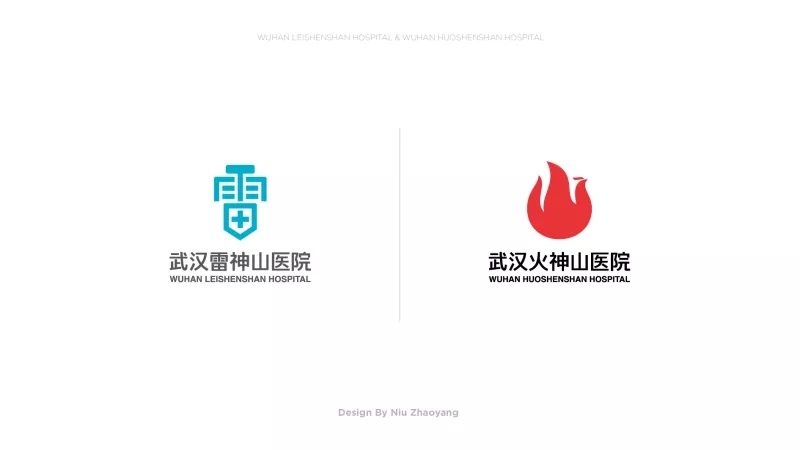 WUHAN LEISHENSHAN HOSPITAL & WUHAN HUOSHENSHAN HOSPITAL
雷
武汉雷神山医院
WUHAN LEISHENSHAN HOSPITAL
武汉火神山医院
WUHAN HUOSHENSHAN HOSPITAL
Design By Niu Zhaoyang